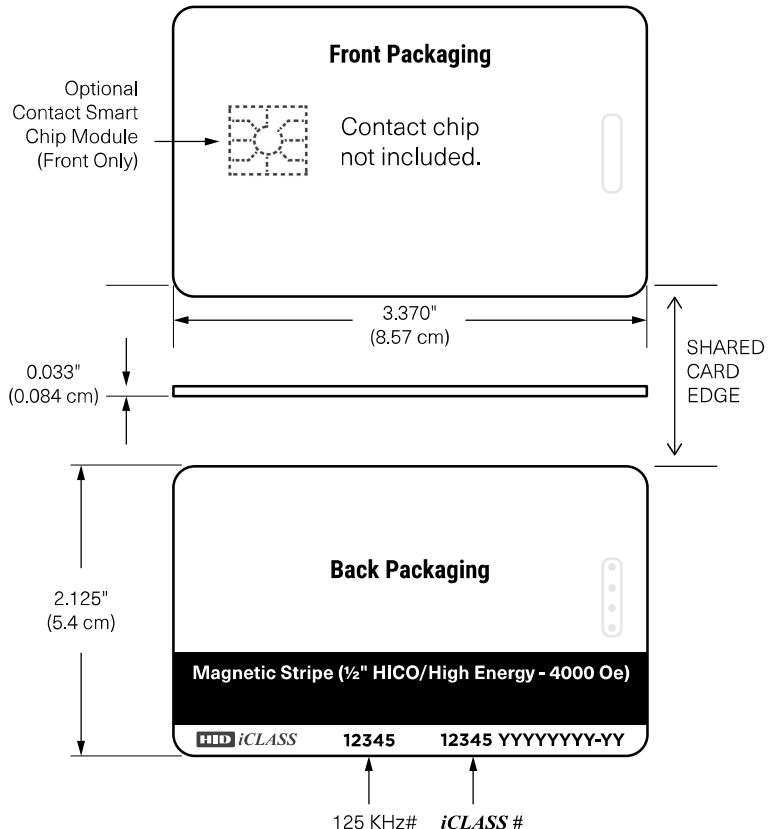 Front Packaging
Optional
Contact Smart
Chip Module
(Front Only)
Contact chip
not included.
3.370"
(8.57 cm)
SHARED
CARD
EDGE
0.033"
(0.084 cm)
Back Packaging
2.125"
(5.4 cm)
Magnetic Stripe (½" HICO/High Energy - 4000 Oe)
HID iCLASS 12345 12345 YYYYYYYY-YY
125 KHz# iCLASS #